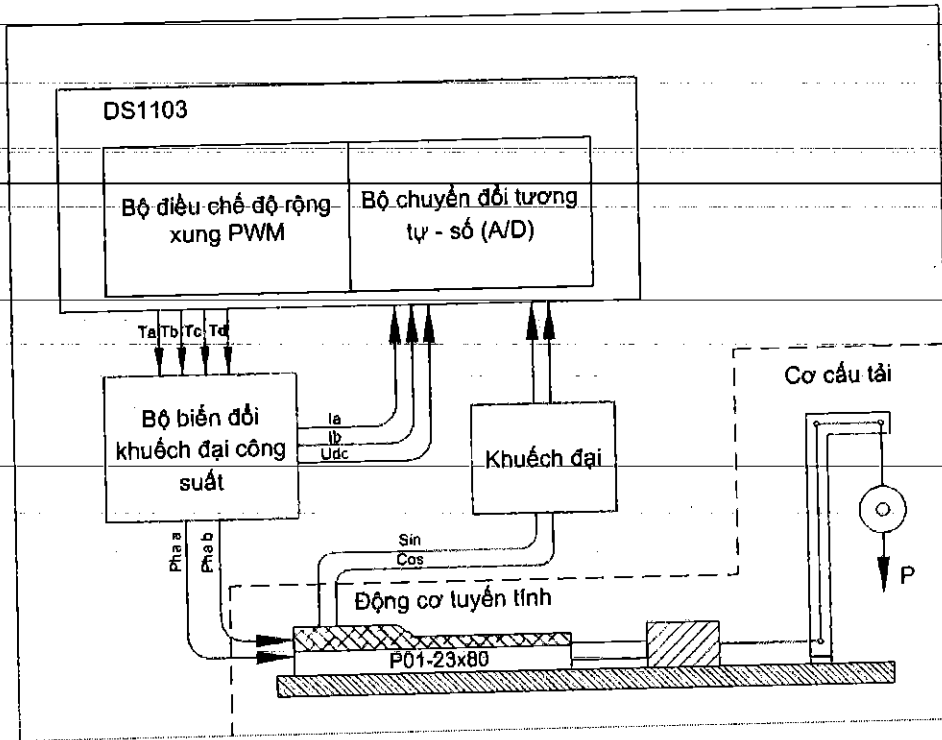 DS1103
Bộ điều chế độ rộng
xung PWM
Bộ chuyển đổi tương
tự - số (A/D)
Ta Tb Tc Td
Bộ biến đổi
khuếch đại công
suất
Ia
Ib
Udc
Khuếch đại
Cơ cấu tải
P
Pha a
Pha b
Sin
Cos
Động cơ tuyến tính
P01-23x80